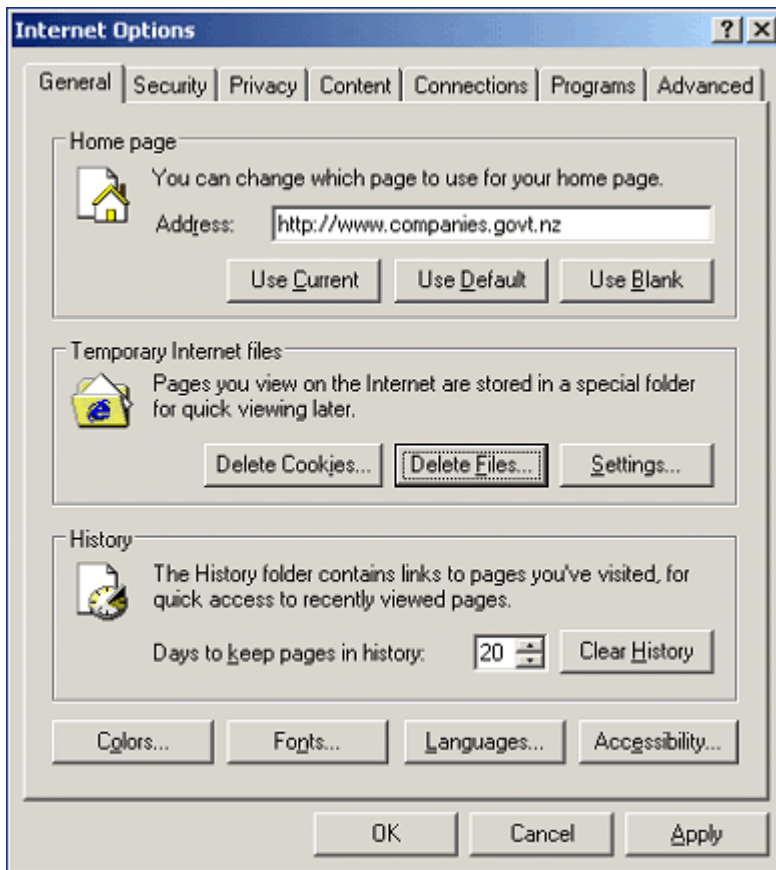 Internet Options
General Security Privacy Content Connections Programs Advanced
Home page
You can change which page to use for your home page.
Address: http://www.companies.govt.nz
Use Current Use Default Use Blank
Temporary Internet files
Pages you view on the Internet are stored in a special folder
for quick viewing later.
Delete Cookies... Delete Files... Settings...
History
The History folder contains links to pages you've visited, for
quick access to recently viewed pages.
Days to keep pages in history: 20 Clear History
Colors... Fonts... Languages... Accessibility...
OK Cancel Apply